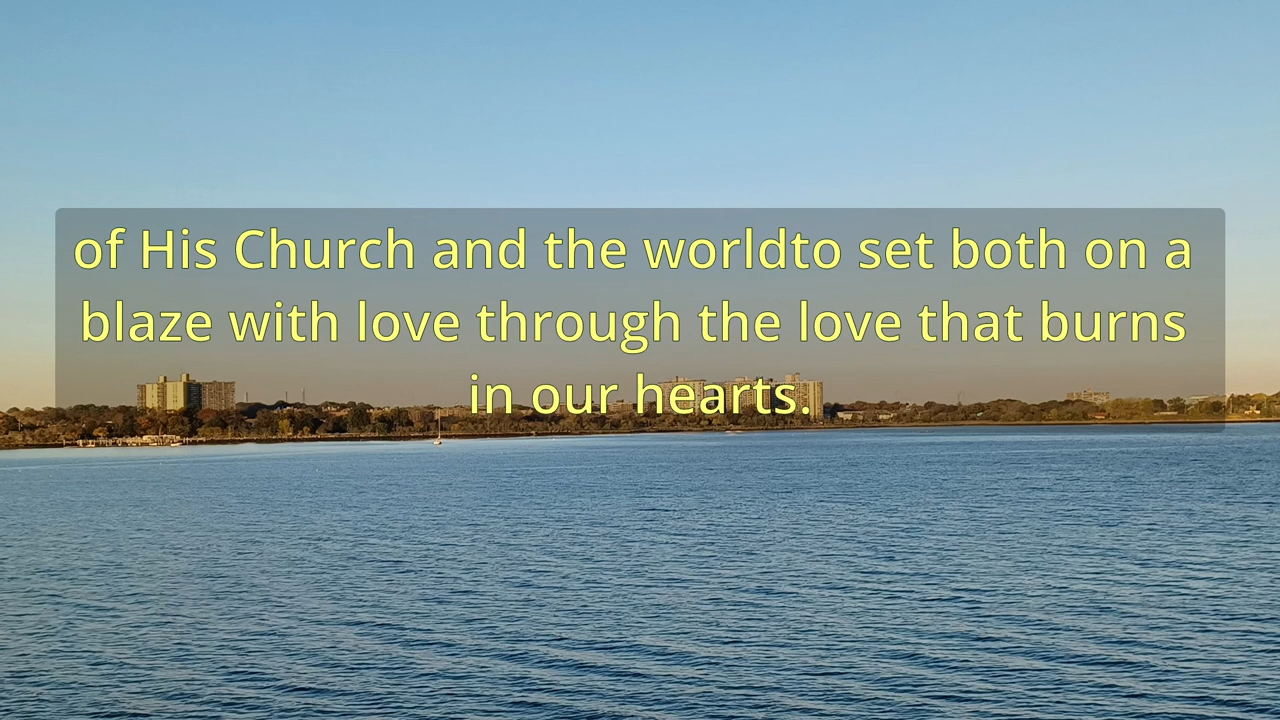 of His Church and the worldto set both on a
blaze with love through the love that burns
in our hearts.